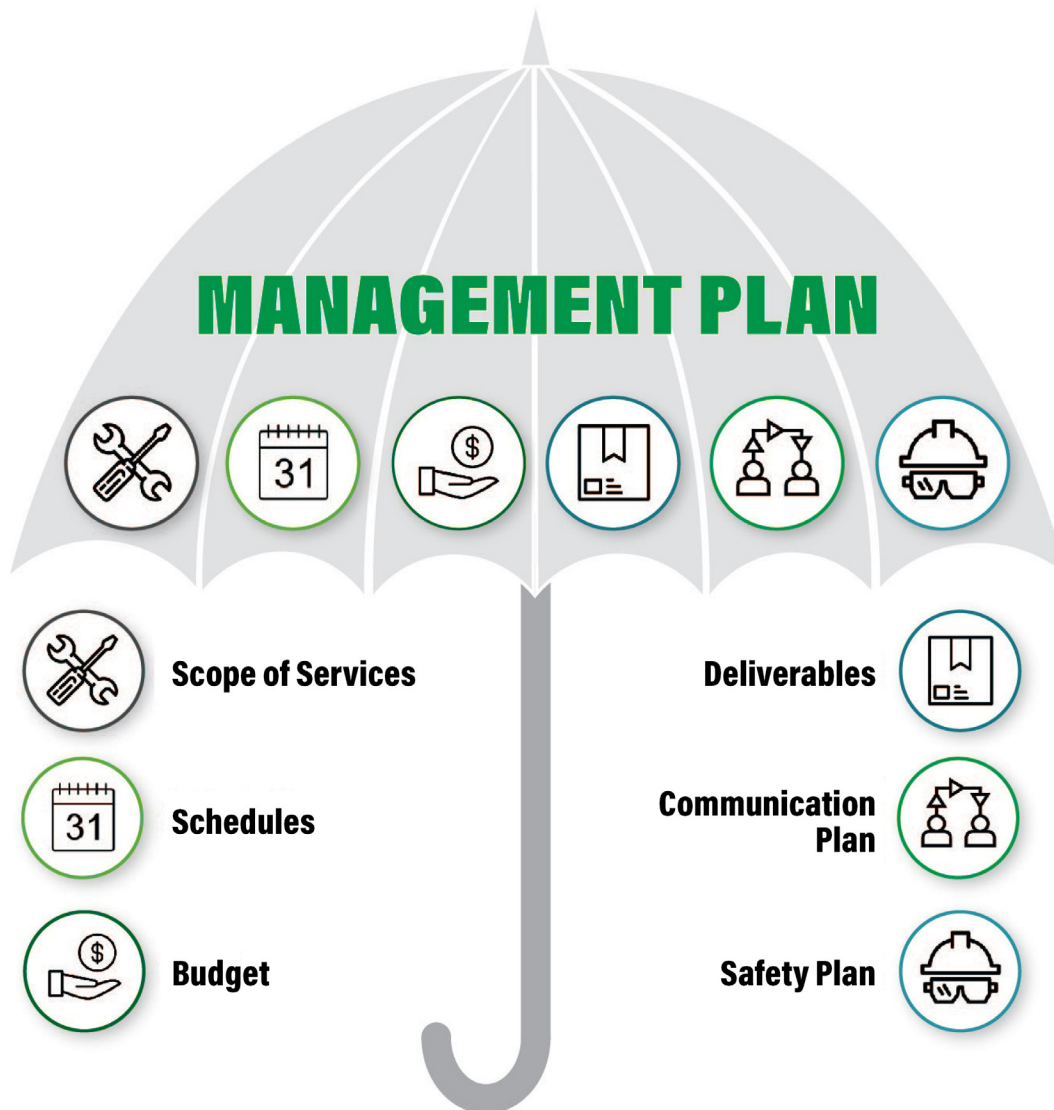 MANAGEMENT PLAN
31
$
Scope of Services
31
Schedules
$
Budget
Deliverables
Communication
Plan
Safety Plan